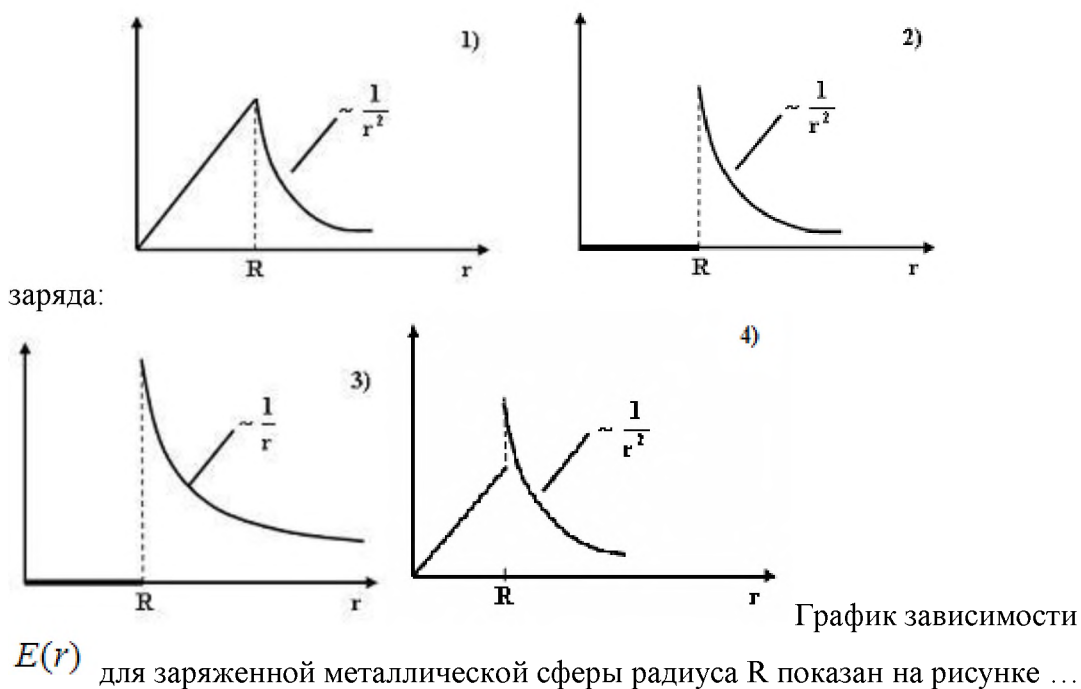 1)
~ 1/r²
R r
2)
~ 1/r²
R r
заряда:
3)
~ 1/r
R r
4)
~ 1/r²
R r
График зависимости
E(r) для заряженной металлической сферы радиуса R показан на рисунке …